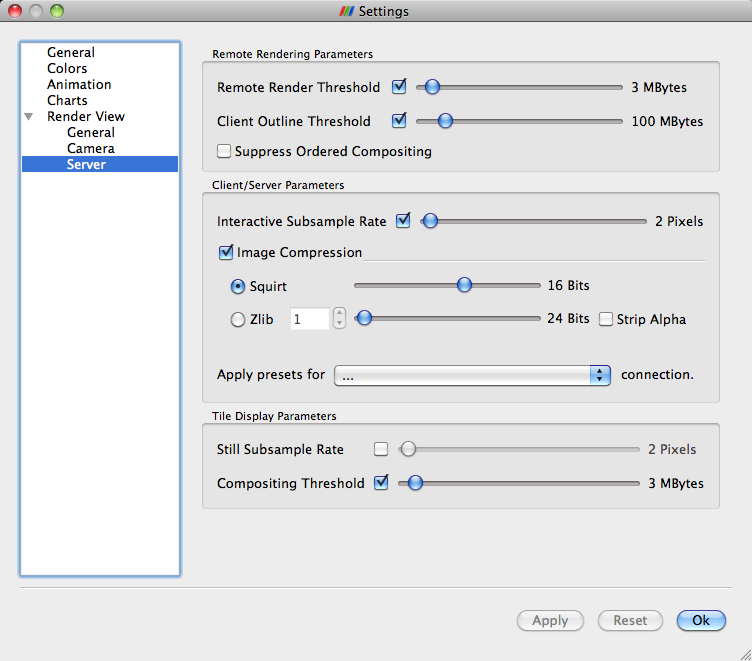 Settings
General
Colors
Animation
Charts
Render View
General
Camera
Server
Remote Rendering Parameters
Remote Render Threshold 3 MBytes
Client Outline Threshold 100 MBytes
Suppress Ordered Compositing
Client/Server Parameters
Interactive Subsample Rate 2 Pixels
Image Compression
Squirt 16 Bits
Zlib 1 24 Bits Strip Alpha
Apply presets for ... connection.
Tile Display Parameters
Still Subsample Rate 2 Pixels
Compositing Threshold 3 MBytes
Apply Reset Ok